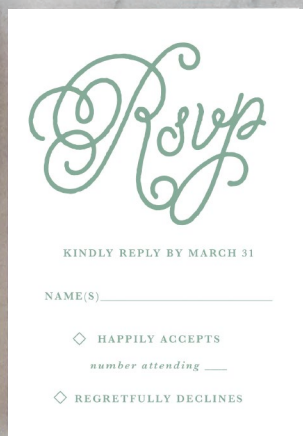 Rsvp
KINDLY REPLY BY MARCH 31
NAME(S)
HAPPILY ACCEPTS
number attending
REGRETFULLY DECLINES